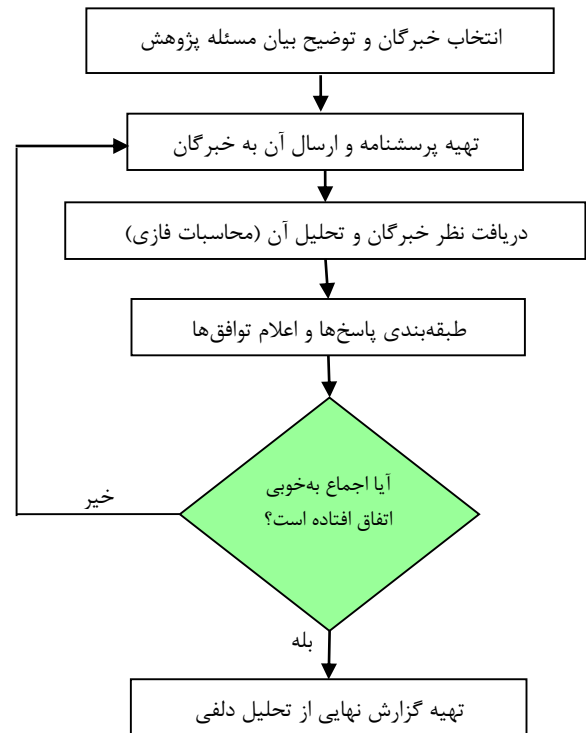 انتخاب خبرگان و توضیح بیان مسئله پژوهش
تهیه پرسشنامه و ارسال آن به خبرگان
دریافت نظر خبرگان و تحلیل آن (محاسبات فازی)
طبقه‌بندی پاسخ‌ها و اعلام توافق‌ها
آیا اجماع به‌خوبی
اتفاق افتاده است؟
خیر
بله
تهیه گزارش نهایی از تحلیل دلفی